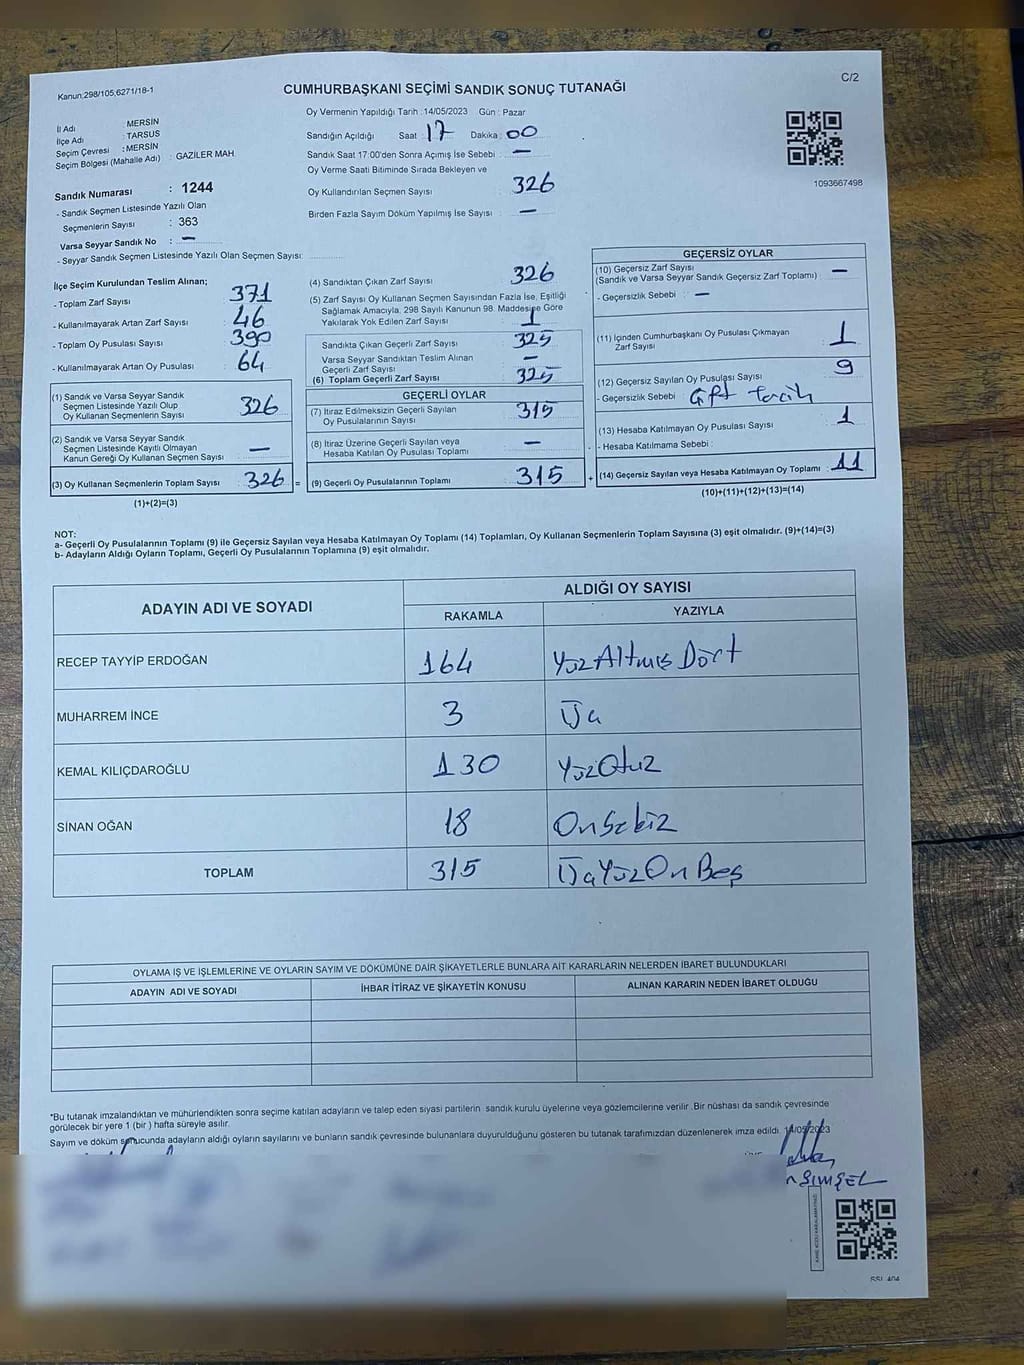 Kanun:298/105,6271/18-1
CUMHURBAŞKANI SEÇİMİ SANDIK SONUÇ TUTANAĞI
C/2
İl Adı : MERSİN
İlçe Adı : TARSUS
Seçim Çevresi : MERSİN
Seçim Bölgesi (Mahalle Adı) : GAZİLER MAH
Sandık Numarası : 1244
- Sandık Seçmen Listesinde Yazılı Olan
Seçmenlerin Sayısı : 363
Varsa Seyyar Sandık No : —
- Seyyar Sandık Seçmen Listesinde Yazılı Olan Seçmen Sayısı:
Oy Vermenin Yapıldığı Tarih : 14/05/2023 Gün : Pazar
Sandığın Açıldığı Saat : 17 Dakika : 00
Sandık Saat 17:00'den Sonra Açımış İse Sebebi : —
Oy Verme Saati Bitiminde Sırada Bekleyen ve
Oy Kullandırılan Seçmen Sayısı : 326
Birden Fazla Sayım Döküm Yapılmış İse Sayısı : —
1093667498
İlçe Seçim Kurulundan Teslim Alınan;
- Toplam Zarf Sayısı : 371
- Kullanılmayarak Artan Zarf Sayısı : 46
- Toplam Oy Pusulası Sayısı : 390
- Kullanılmayarak Artan Oy Pusulası : 64
(1) Sandık ve Varsa Seyyar Sandık
Seçmen Listesinde Yazılı Olup
Oy Kullanan Seçmenlerin Sayısı : 326
(2) Sandık ve Varsa Seyyar Sandık
Seçmen Listesinde Kayıtlı Olmayan
Kanun Gereği Oy Kullanan Seçmen Sayısı : —
(3) Oy Kullanan Seçmenlerin Toplam Sayısı : 326 =
(1)+(2)=(3)
(4) Sandıktan Çıkan Zarf Sayısı : 326
(5) Zarf Sayısı Oy Kullanan Seçmen Sayısından Fazla İse, Eşitliği
Sağlamak Amacıyla, 298 Sayılı Kanunun 98. Maddesine Göre
Yakılarak Yok Edilen Zarf Sayısı : 1
Sandıkta Çıkan Geçerli Zarf Sayısı : 325
Varsa Seyyar Sandıktan Teslim Alınan
Geçerli Zarf Sayısı : —
(6) Toplam Geçerli Zarf Sayısı : 325
GEÇERLİ OYLAR
(7) İtiraz Edilmeksizin Geçerli Sayılan
Oy Pusulası Sayısı : 315
(8) İtiraz Üzerine Geçerli Sayılan veya
Hesaba Katılan Oy Pusulası Toplamı : —
(9) Geçerli Oy Pusulalarının Toplamı : 315 +
GEÇERSİZ OYLAR
(10) Geçersiz Zarf Sayısı
(Sandık ve Varsa Seyyar Sandık Geçersiz Zarf Toplamı) : —
- Geçersizlik Sebebi : —
(11) İçinden Cumhurbaşkanı Oy Pusulası Çıkmayan
Zarf Sayısı : 1
(12) Geçersiz Sayılan Oy Pusulası Sayısı : 9
- Geçersizlik Sebebi : Çift Tercih
(13) Hesaba Katılmayan Oy Pusulası Sayısı : 1
- Hesaba Katılmama Sebebi :
(14) Geçersiz Sayılan veya Hesaba Katılmayan Oy Toplamı : 11
(10)+(11)+(12)+(13)=(14)
NOT:
a- Geçerli Oy Pusulalarının Toplamı (9) ile Geçersiz Sayılan veya Hesaba Katılmayan Oy Toplamı (14) Toplamları, Oy Kullanan Seçmenlerin Toplam Sayısına (3) eşit olmalıdır. (9)+(14)=(3)
b- Adayların Aldığı Oyların Toplamı, Geçerli Oy Pusulalarının Toplamına (9) eşit olmalıdır.
ADAYIN ADI VE SOYADI
ALDIĞI OY SAYISI
RAKAMLA YAZIYLA
RECEP TAYYİP ERDOĞAN 164 YüzAltmış Dört
MUHARREM İNCE 3 Üç
KEMAL KILIÇDAROĞLU 130 YüzOtuz
SİNAN OĞAN 18 OnSekiz
TOPLAM 315 ÜçYüzOn Beş
OYLAMA İŞ VE İŞLEMLERİNE VE OYLARIN SAYIM VE DÖKÜMÜNE DAİR ŞİKAYETLERLE BUNLARA AİT KARARLARIN NELERDEN İBARET BULUNDUKLARI
ADAYIN ADI VE SOYADI İHBAR İTİRAZ VE ŞİKAYETİN KONUSU ALINAN KARARIN NEDEN İBARET OLDUĞU
*Bu tutanak imzalandıktan ve mühürlendikten sonra seçime katılan adayların ve talep eden siyasi partilerin sandık kurulu üyelerine veya gözlemcilerine verilir .Bir nüshası da sandık çevresinde
görülecek bir yere 1 (bir ) hafta süreyle asılır.
Sayım ve döküm sonucunda adayların aldığı oyların sayılarını ve bunların sandık çevresinde bulunanlara duyurulduğunu gösteren bu tutanak tarafımızdan düzenlenerek imza edildi. 14/05/2023
ŞİMŞEL